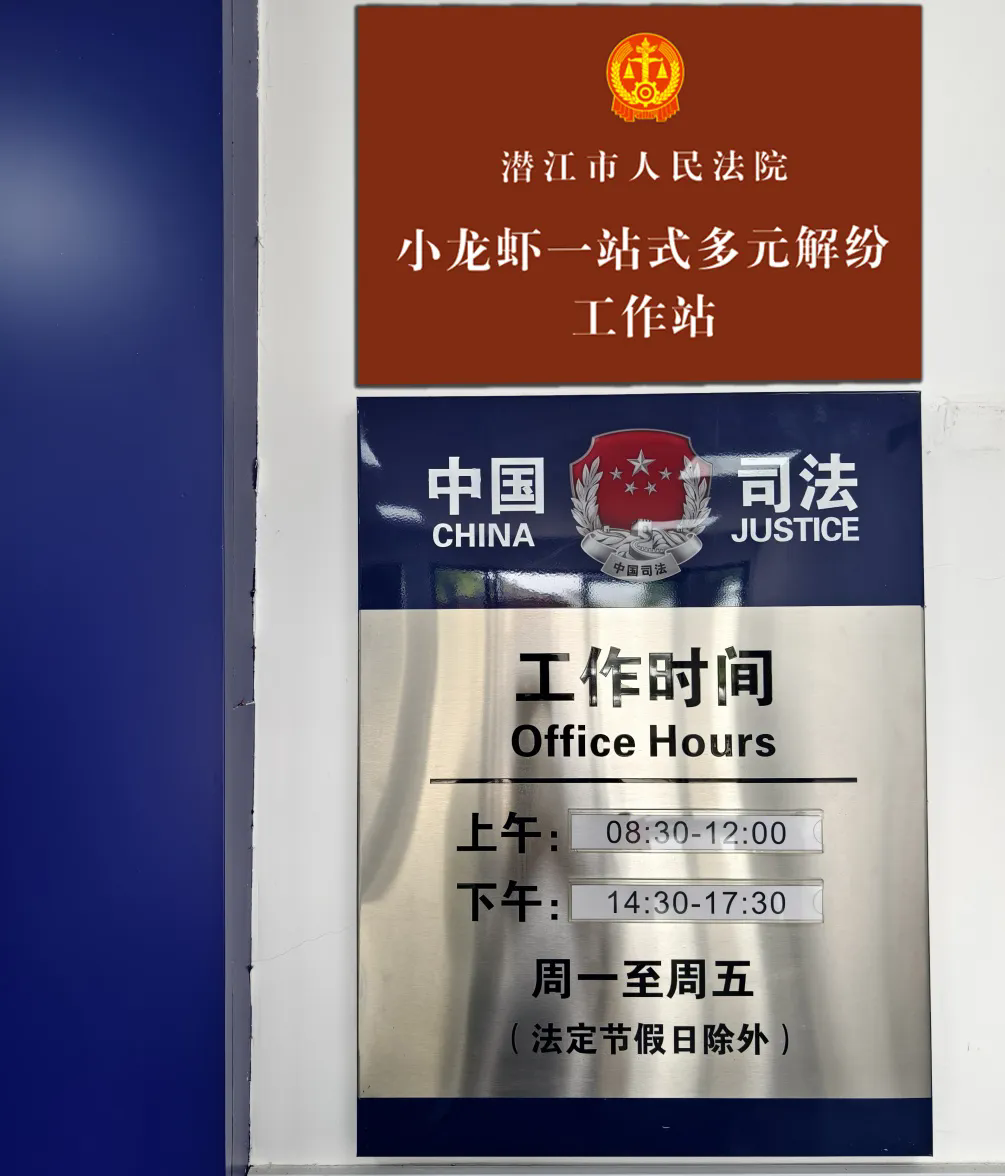 潜江市人民法院
小龙虾一站式多元解纷
工作站
中国 司法
CHINA JUSTICE
中国司法
工作时间
Office Hours
上午：08:30-12:00
下午：14:30-17:30
周一至周五
（法定节假日除外）